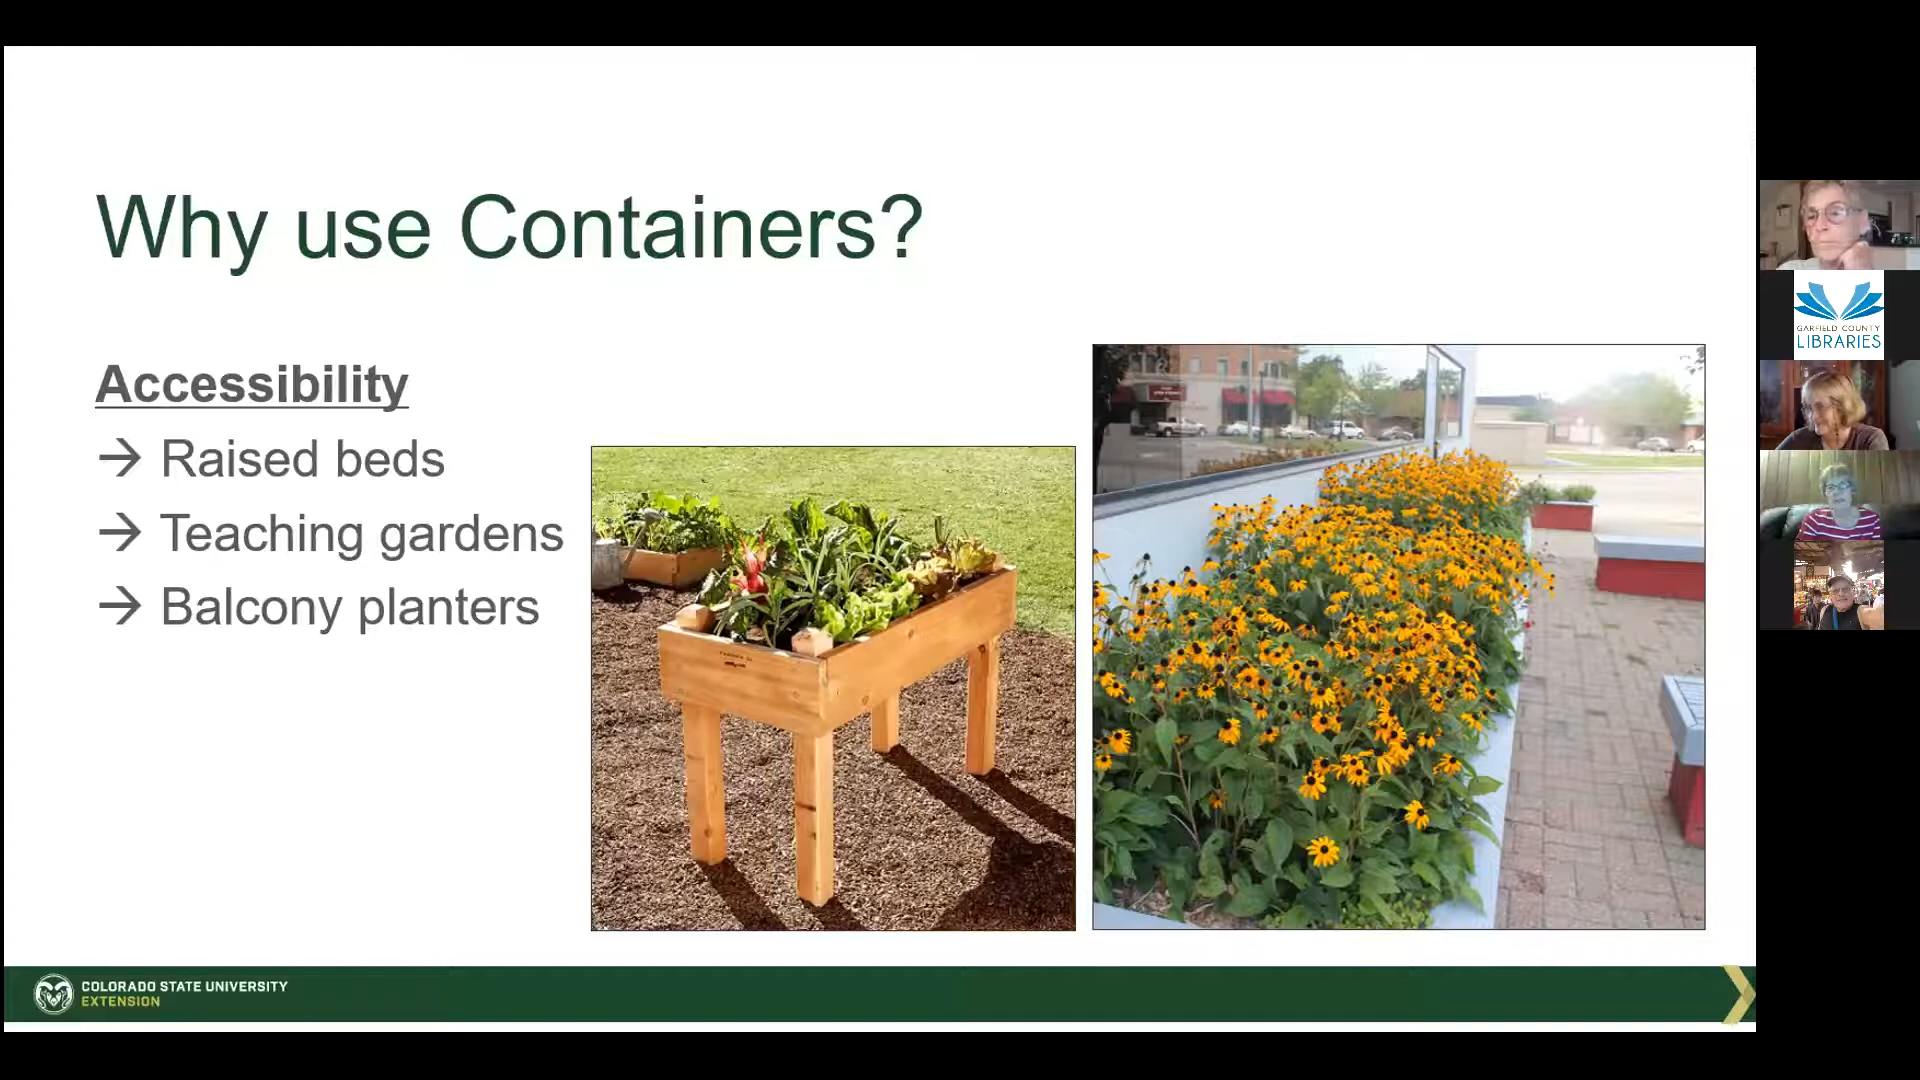 Why use Containers?
Accessibility
→ Raised beds
→ Teaching gardens
→ Balcony planters
COLORADO STATE UNIVERSITY
EXTENSION
GARFIELD COUNTY
LIBRARIES